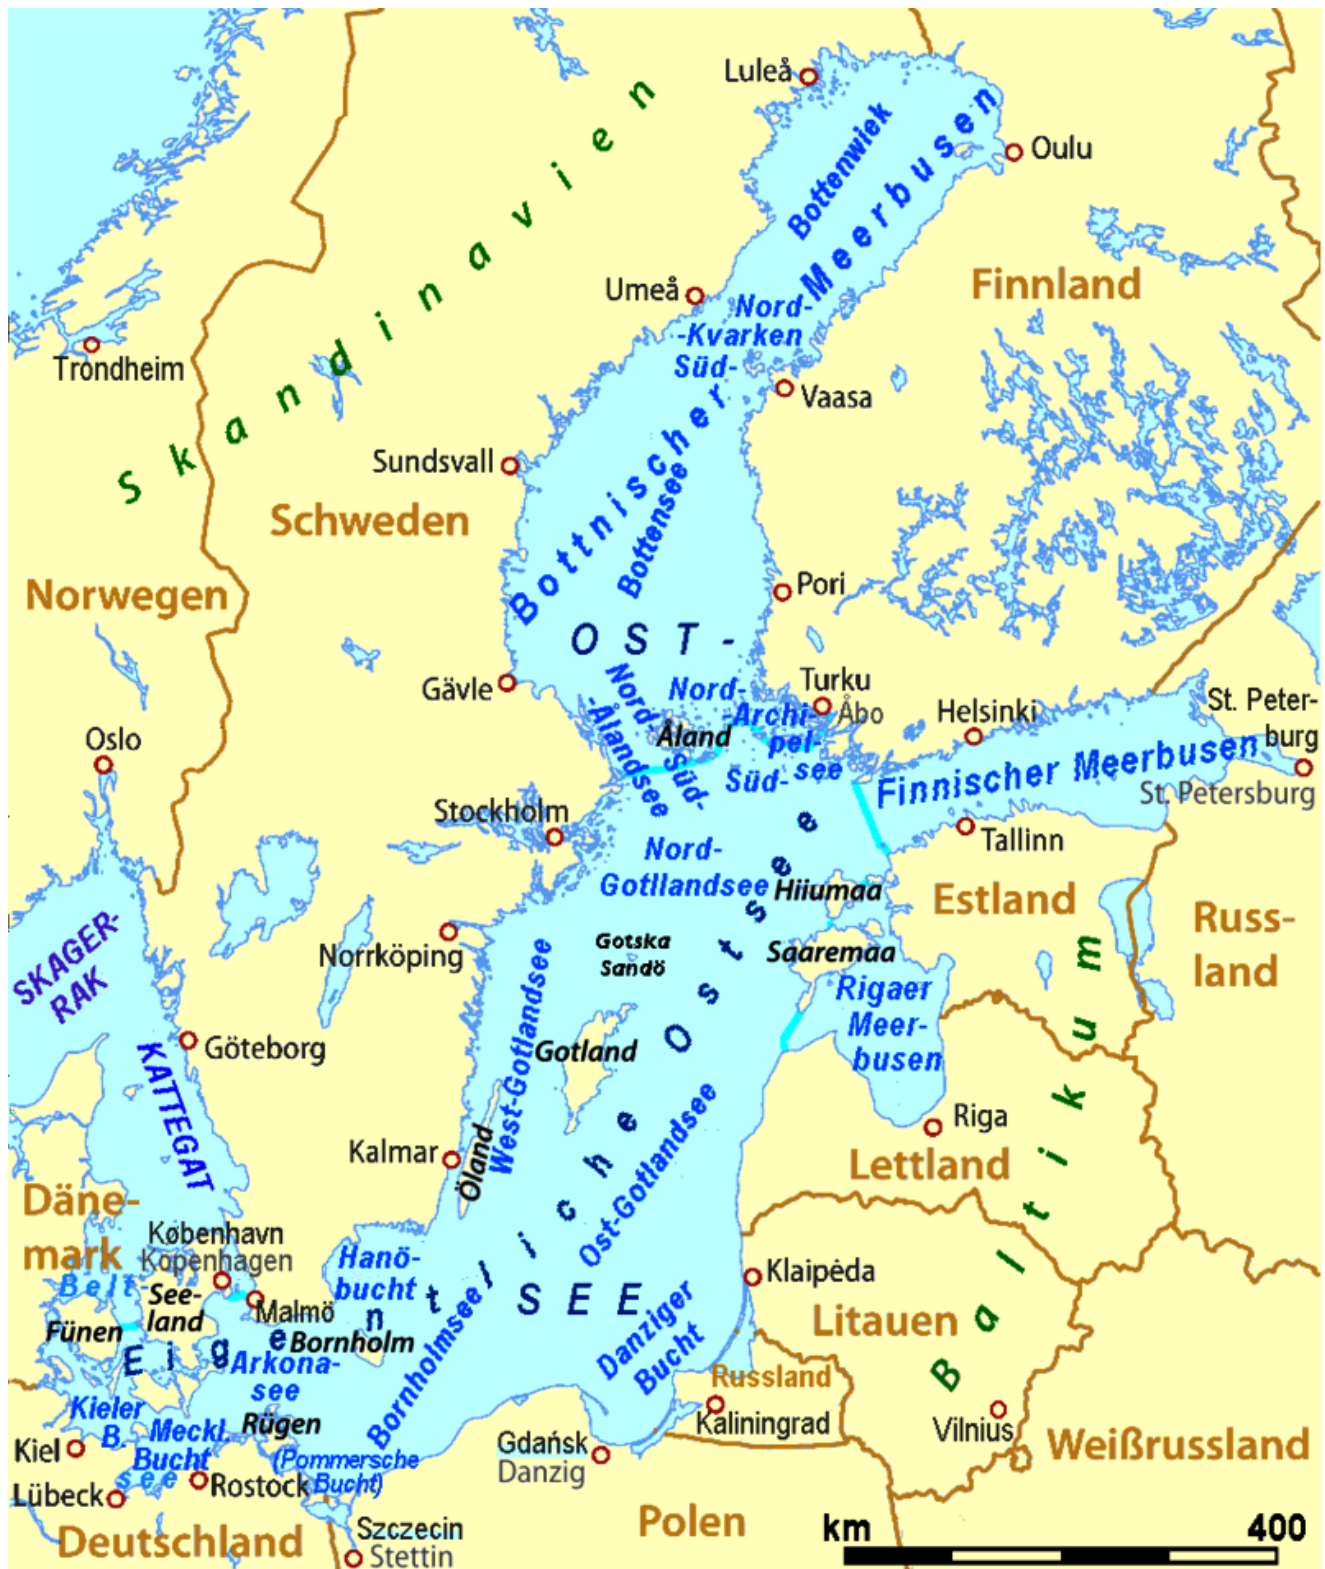 Luleå
Oulu
Bottenwiek
Bottnischer Meerbusen
Skandinavien
Finnland
Umeå
Nord-
-Kvarken
Süd-
Trondheim
Vaasa
Sundsvall
Schweden
Bottensee
Norwegen
Pori
OST-
Gävle
Nord-
-Ålandsee
Süd-
Nord-
-Archi-
pel-
see
Süd-
Åland
Turku
Åbo
Helsinki
St. Peter-
burg
St. Petersburg
Finnischer Meerbusen
Oslo
Stockholm
Tallinn
Nord-
Gotllandsee
Hiiumaa
Estland
Russ-
land
SKAGER-
RAK
Norrköping
Gotska
Sandö
Saaremaa
Rigaer
Meer-
busen
West-Gotlandsee
Göteborg
Gotland
KATTEGAT
Baltikum
Riga
Kalmar
Öland
Lettland
Ost-Gotlandsee
Däne-
mark
København
Kopenhagen
Hanö-
bucht
Klaipėda
Belt-
See-
land
Malmö
SEE
Litauen
Fünen
Eigentliche Ostsee
Bornholm
Danziger
Bucht
Arkona-
see
Bornholmsee
Russland
Kaliningrad
Kieler
B.
Meckl.
Bucht
see
Rügen
Vilnius
Weißrussland
Kiel
(Pommersche
Bucht)
Gdańsk
Danzig
Lübeck
Rostock
Deutschland
Szczecin
Stettin
Polen
km 400